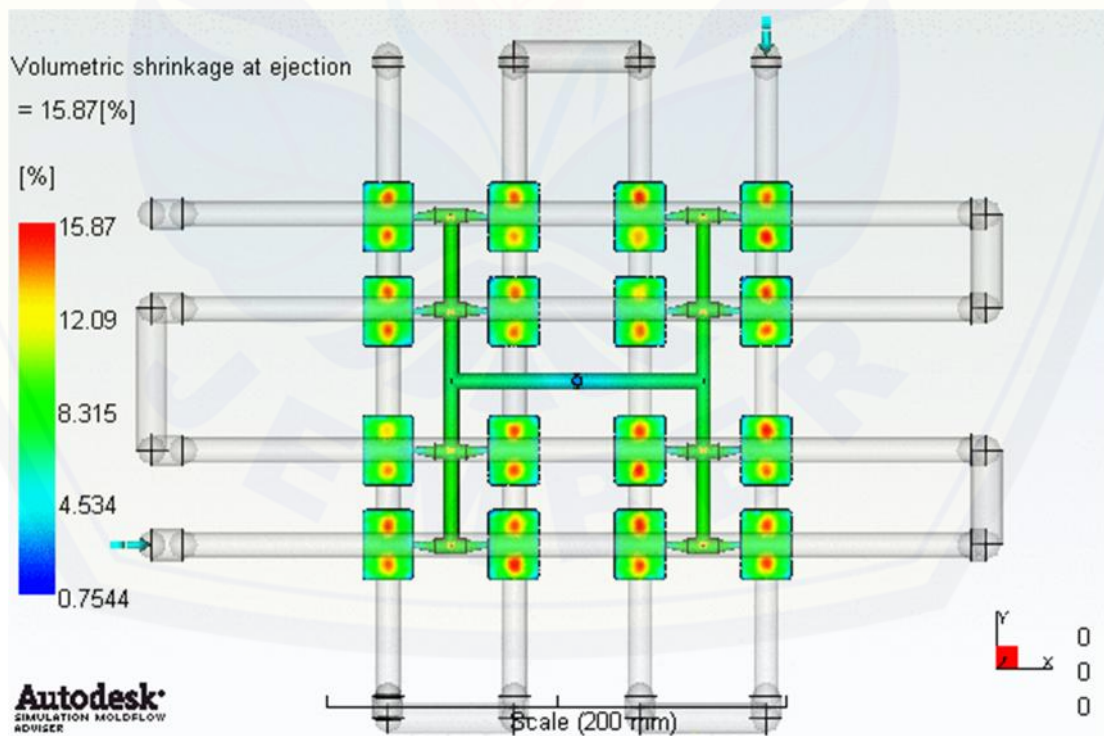 Volumetric shrinkage at ejection
= 15.87[%]
[%]
15.87
12.09
8.315
4.534
0.7544
JEMBER
Y
X
0
0
0
Scale (200 mm)
Autodesk®
SIMULATION MOLDFLOW
ADVISER